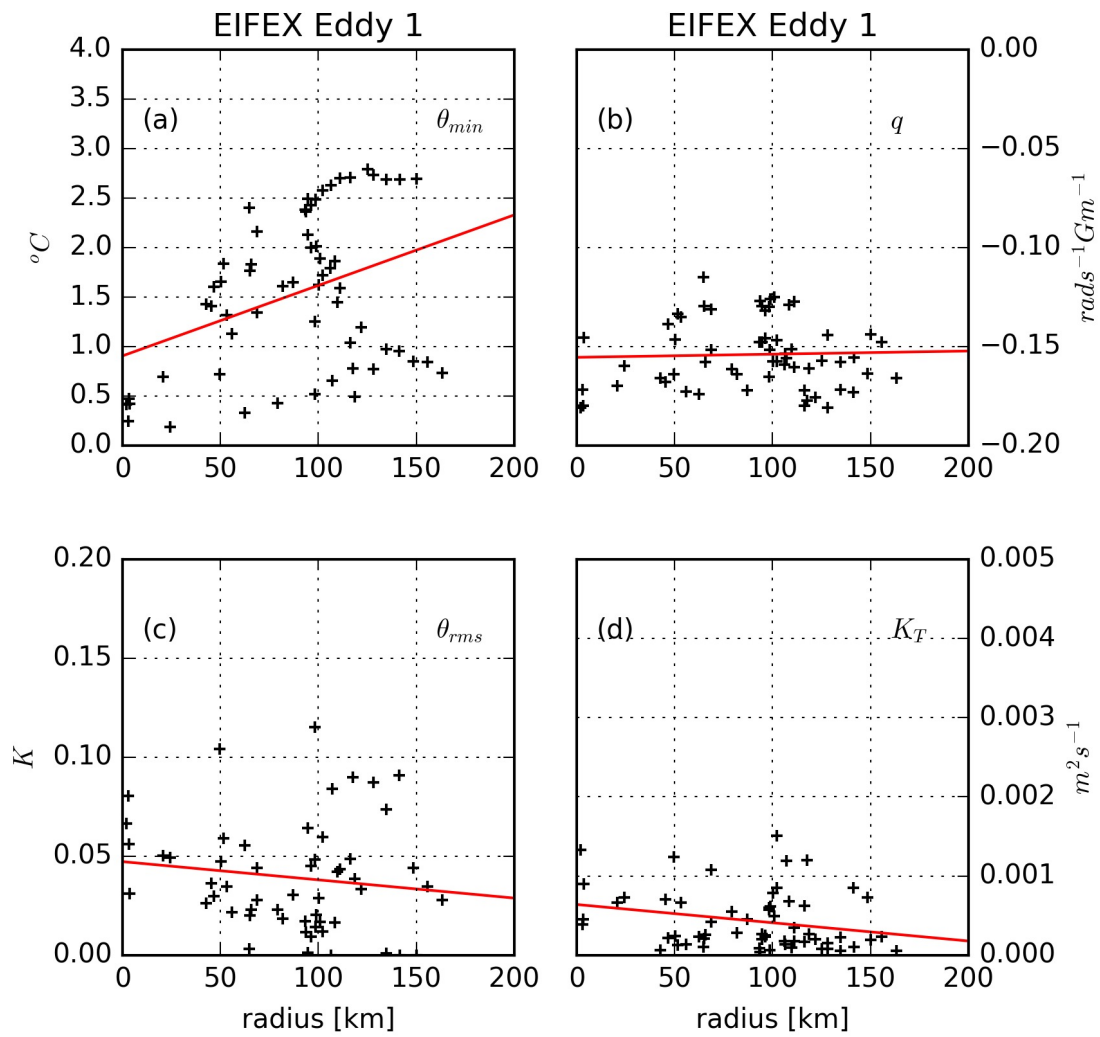 EIFEX Eddy 1
4.0
3.5
3.0
2.5
2.0
1.5
1.0
0.5
0.0
°C
(a)
θ_min
0 50 100 150 200
EIFEX Eddy 1
(b)
q
0.00
−0.05
−0.10
−0.15
−0.20
rads⁻¹Gm⁻¹
0 50 100 150 200
0.20
0.15
0.10
0.05
0.00
K
(c)
θ_rms
0 50 100 150 200
radius [km]
(d)
K_T
0.005
0.004
0.003
0.002
0.001
0.000
m²s⁻¹
0 50 100 150 200
radius [km]